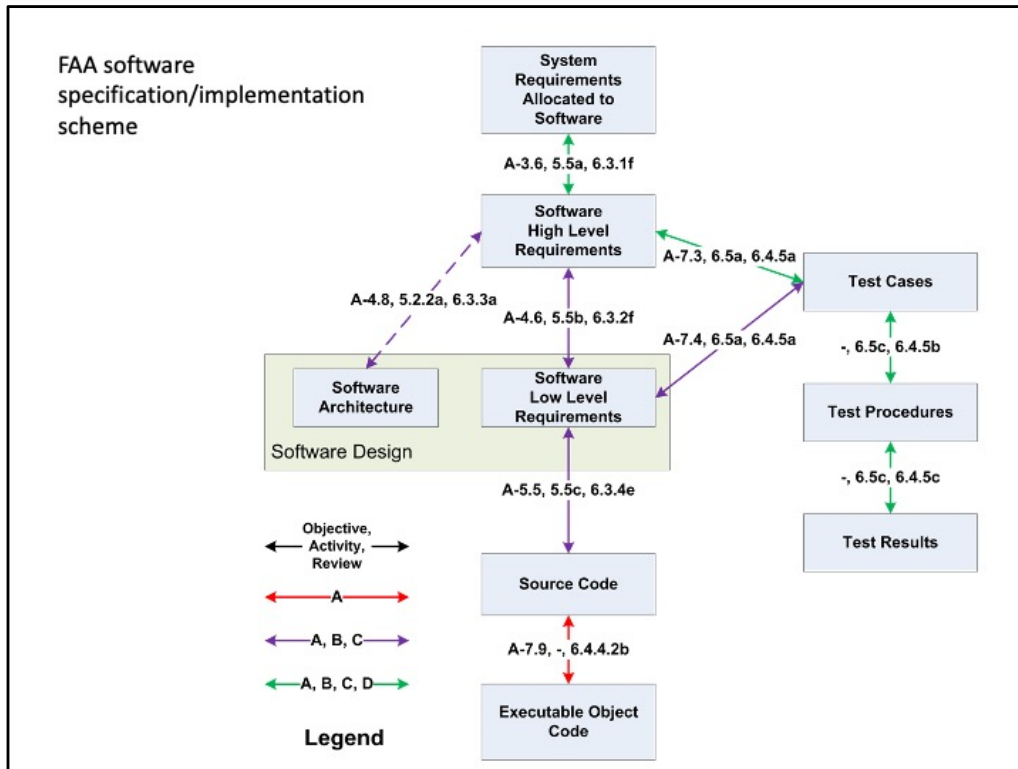 FAA software
specification/implementation
scheme
System
Requirements
Allocated to
Software
A-3.6, 5.5a, 6.3.1f
Software
High Level
Requirements
A-7.3, 6.5a, 6.4.5a
Test Cases
A-4.8, 5.2.2a, 6.3.3a
A-4.6, 5.5b, 6.3.2f
A-7.4, 6.5a, 6.4.5a
-, 6.5c, 6.4.5b
Software
Architecture
Software
Low Level
Requirements
Test Procedures
Software Design
A-5.5, 5.5c, 6.3.4e
-, 6.5c, 6.4.5c
Test Results
Objective,
Activity,
Review
A
Source Code
A, B, C
A-7.9, -, 6.4.4.2b
A, B, C, D
Executable Object
Code
Legend